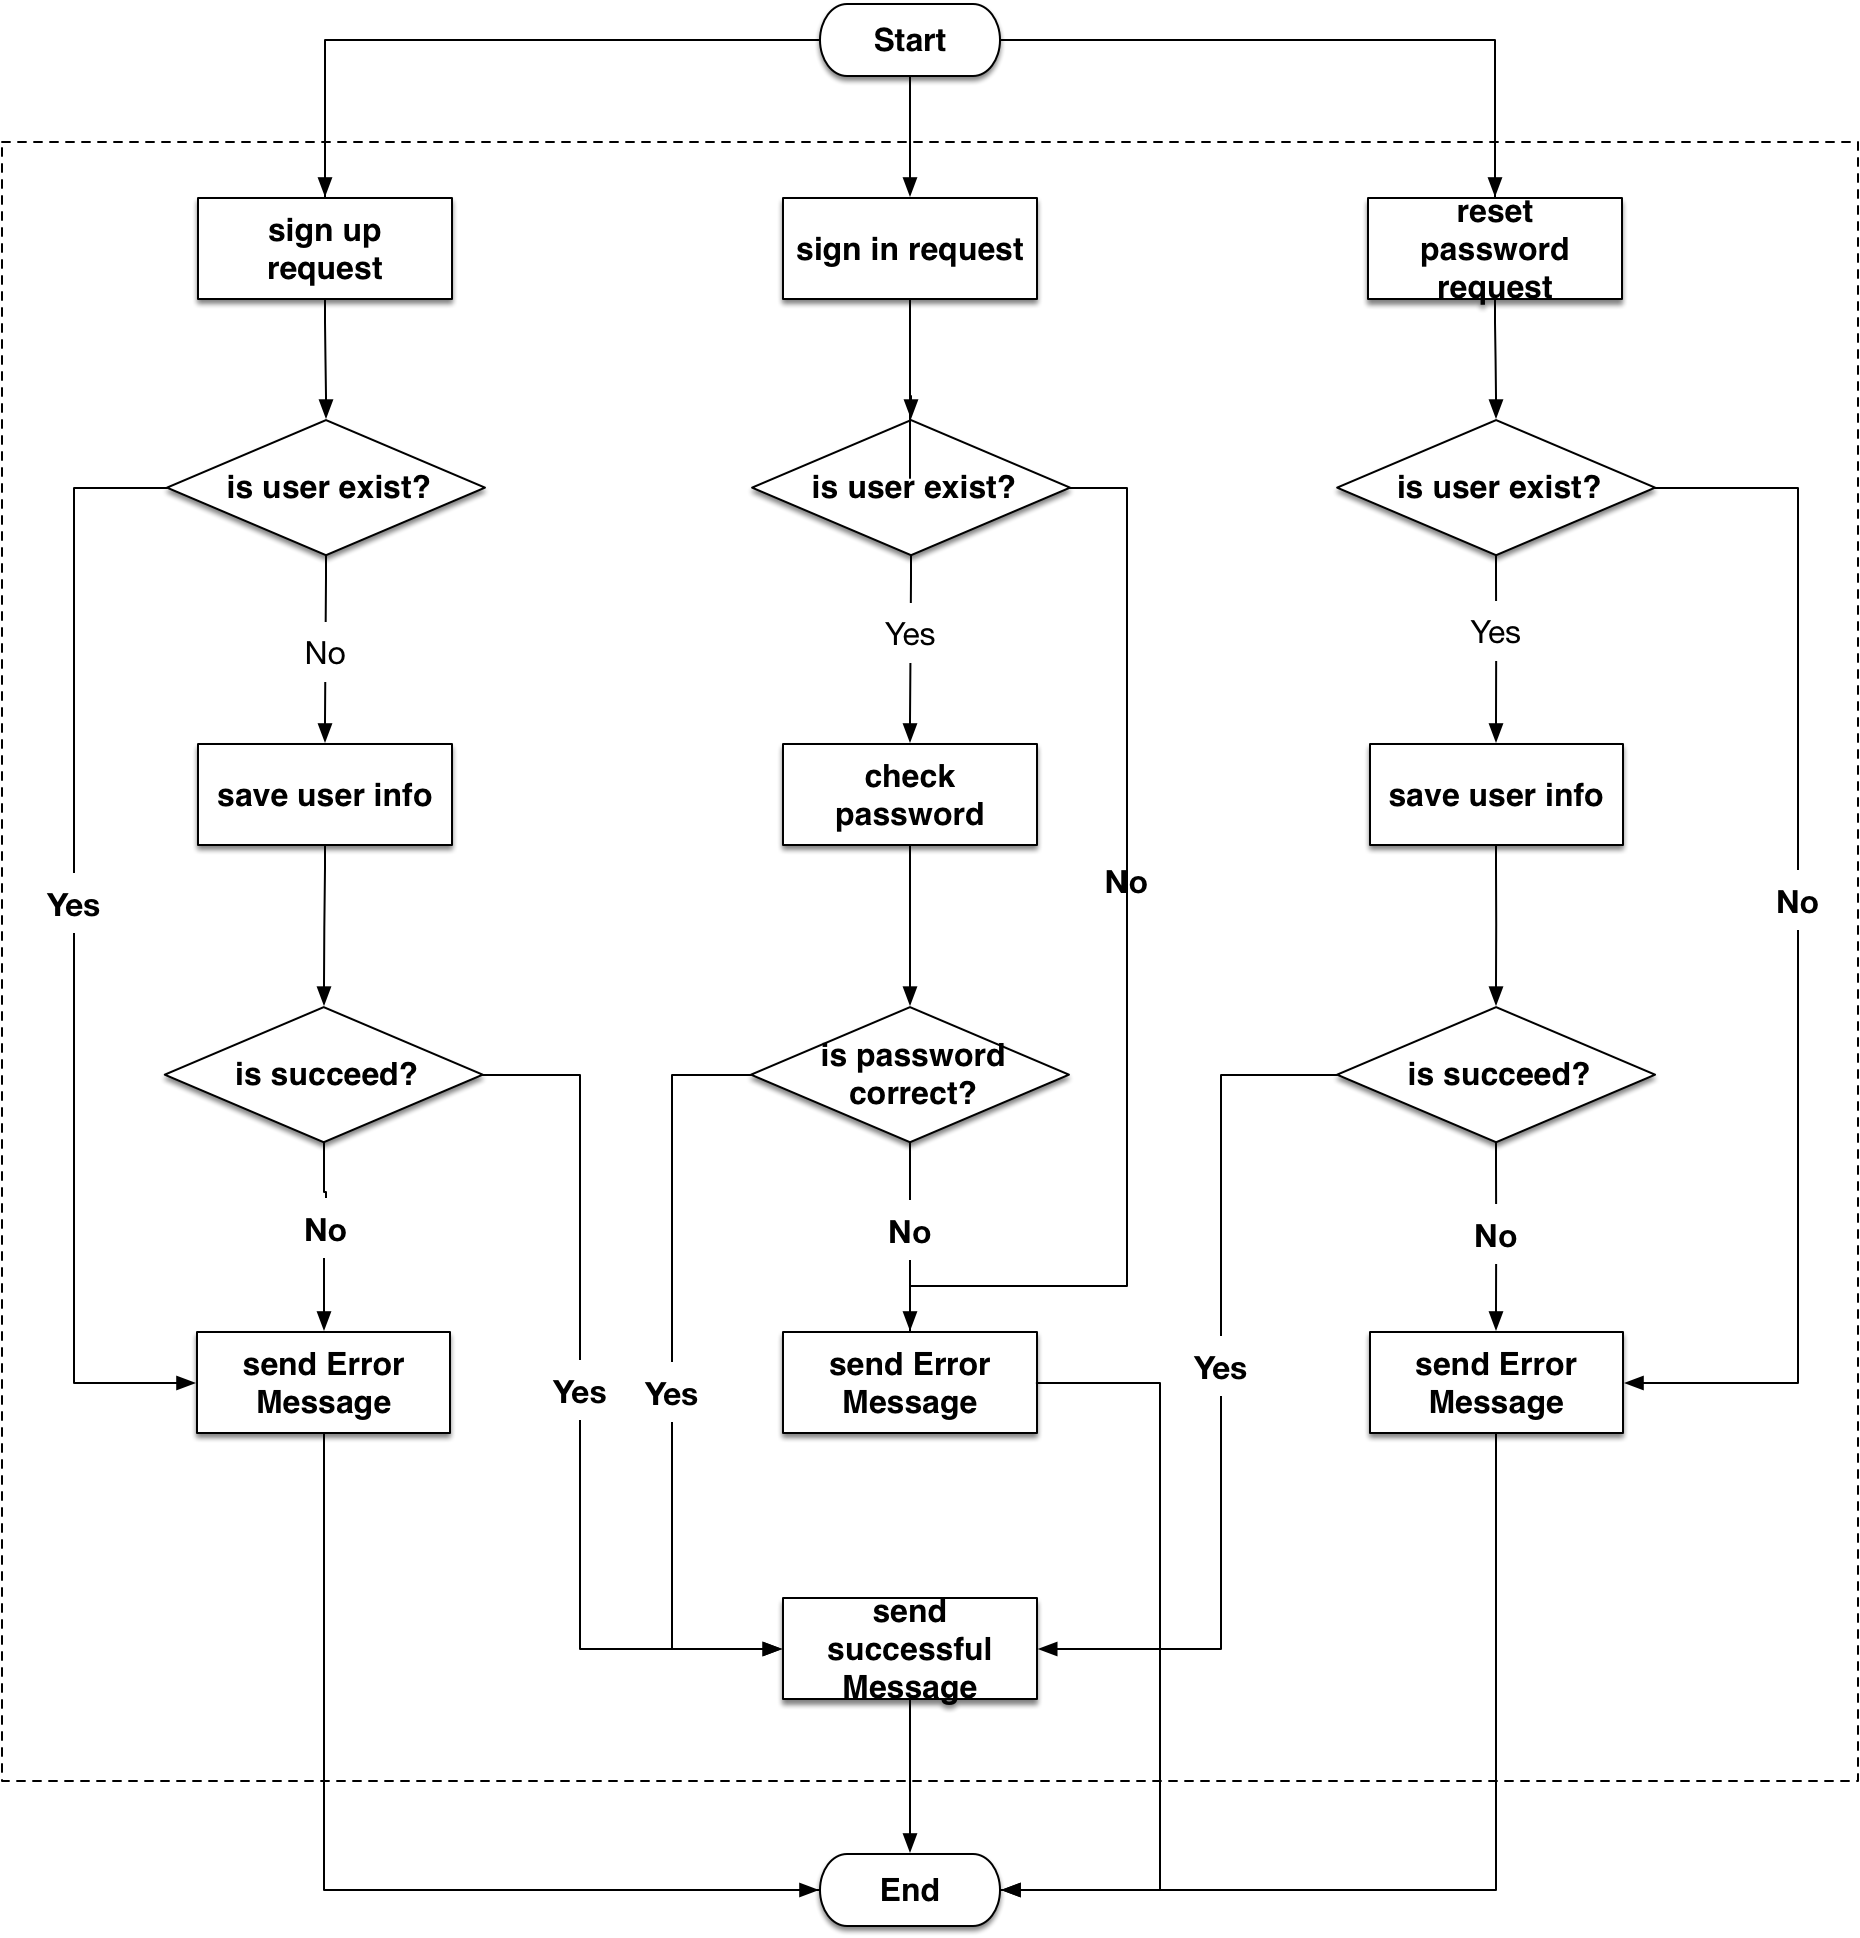 Start
sign up
request
sign in request
reset
password
request
is user exist?
is user exist?
is user exist?
No
Yes
Yes
save user info
check
password
save user info
Yes
No
No
is succeed?
is password
correct?
is succeed?
No
No
No
send Error
Message
Yes
Yes
send Error
Message
Yes
send Error
Message
send
successful
Message
End